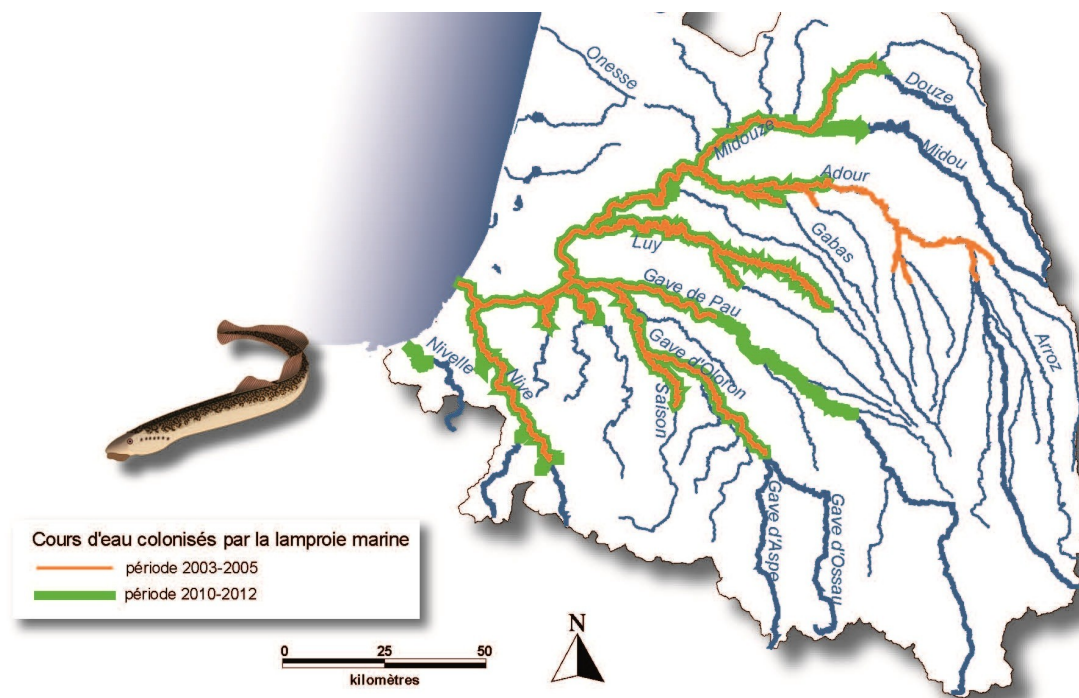 Onesse
Douze
Midouze
Midou
Adour
Gabas
Luy
Gave de Pau
Arroz
Nivelle
Nive
Gave d'Oloron
Saison
Gave d'Aspe
Gave d'Ossau
Cours d'eau colonisés par la lamproie marine
période 2003-2005
période 2010-2012
0 25 50
kilomètres
N